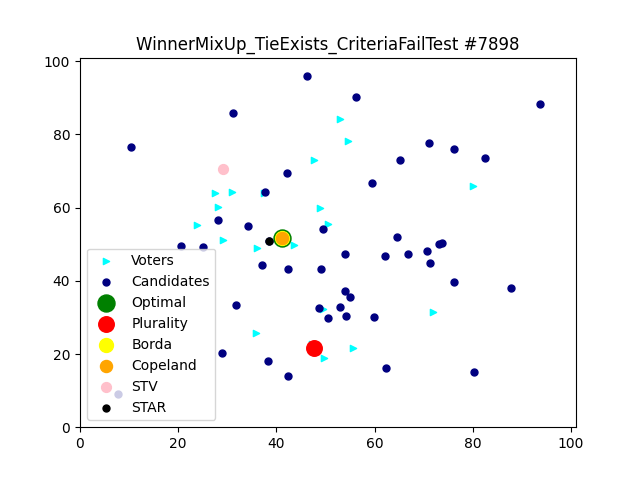 WinnerMixUp_TieExists_CriteriaFailTest #7898
100
80
60
40
20
0
Voters
Candidates
Optimal
Plurality
Borda
Copeland
STV
STAR
0 20 40 60 80 100